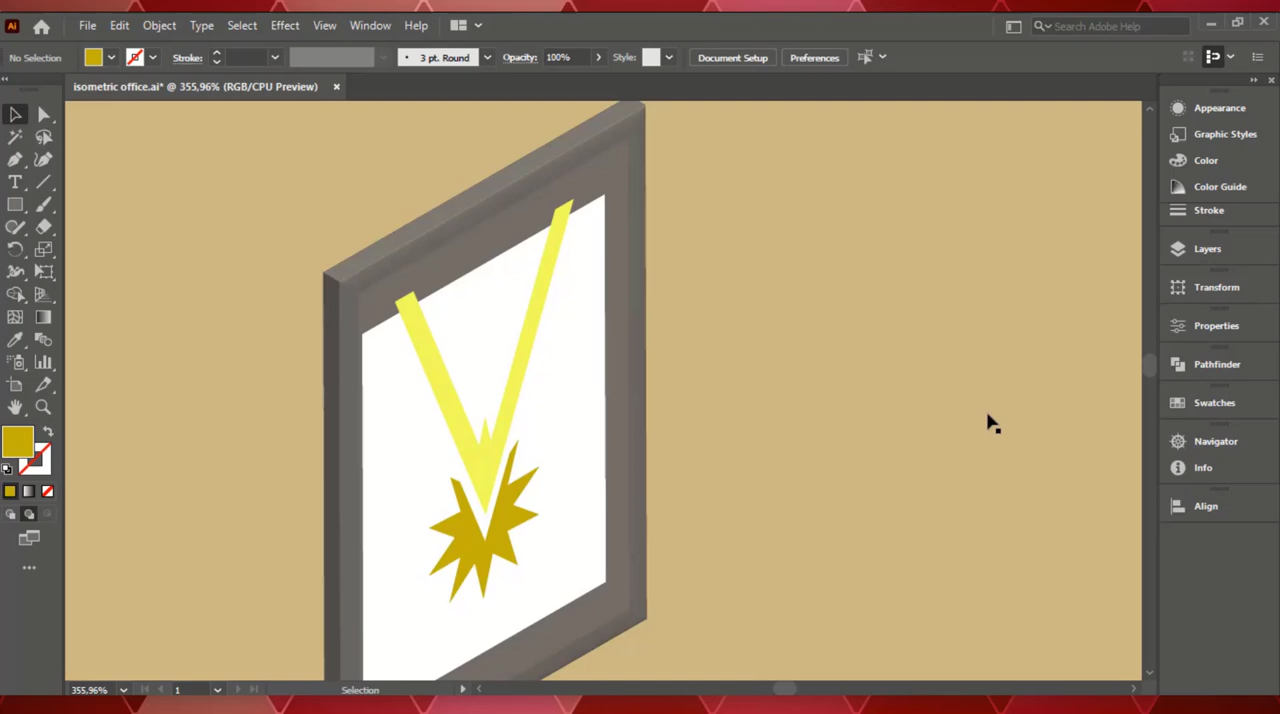 Ai File Edit Object Type Select Effect View Window Help Search Adobe Help
No Selection Stroke: 3 pt. Round Opacity: 100% Style: Document Setup Preferences
isometric office.ai* @ 355,96% (RGB/CPU Preview) ×
Appearance
Graphic Styles
Color
Color Guide
Stroke
Layers
Transform
Properties
Pathfinder
Swatches
Navigator
Info
Align
355,96% 1 Selection